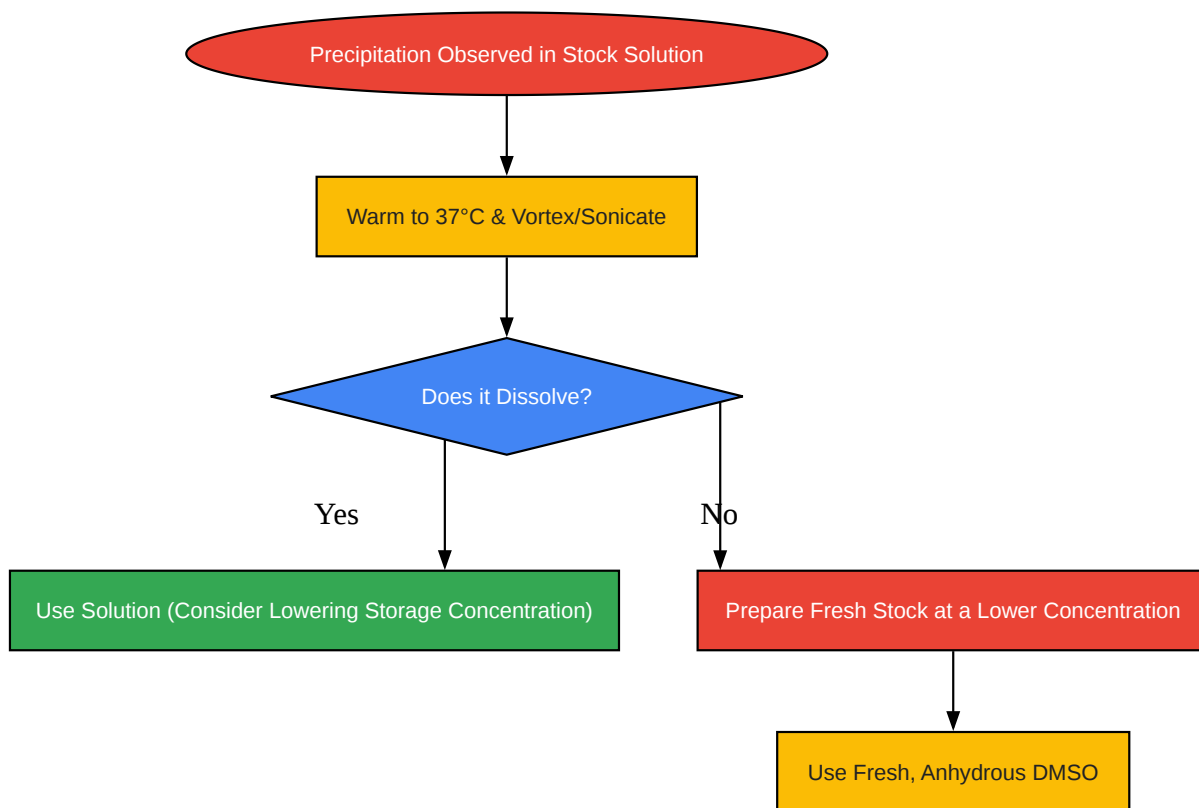 Precipitation Observed in Stock Solution
Warm to 37°C & Vortex/Sonicate
Does it Dissolve?
Yes
No
Use Solution (Consider Lowering Storage Concentration)
Prepare Fresh Stock at a Lower Concentration
Use Fresh, Anhydrous DMSO